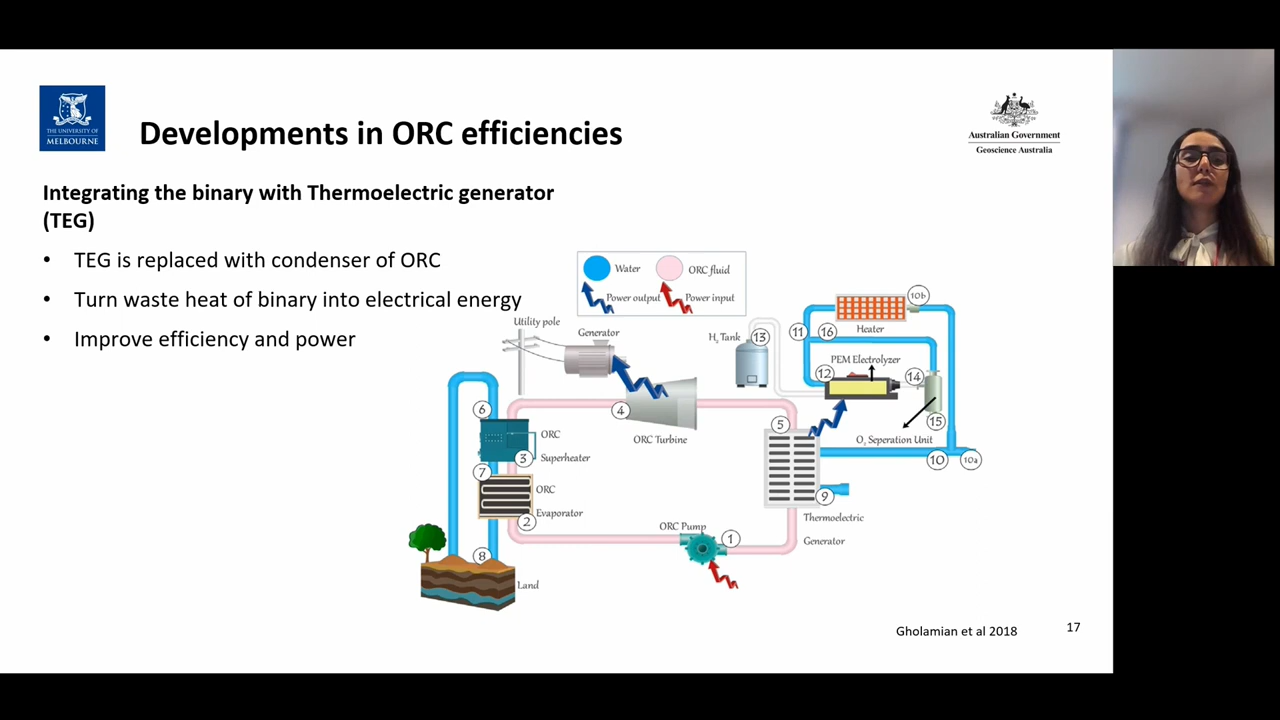 THE UNIVERSITY OF
MELBOURNE
Developments in ORC efficiencies
Australian Government
Geoscience Australia
Integrating the binary with Thermoelectric generator
(TEG)
• TEG is replaced with condenser of ORC
• Turn waste heat of binary into electrical energy
• Improve efficiency and power
Water
ORC fluid
Power output
Power input
Utility pole
Generator
H2 Tank
13
11
16
10b
Heater
PEM Electrolyzer
12
14
15
O2 Seperation Unit
10
10a
6
4
ORC Turbine
5
ORC
Superheater
3
7
ORC
Evaporator
2
9
Thermoelectric
Generator
ORC Pump
1
8
Land
Gholamian et al 2018
17